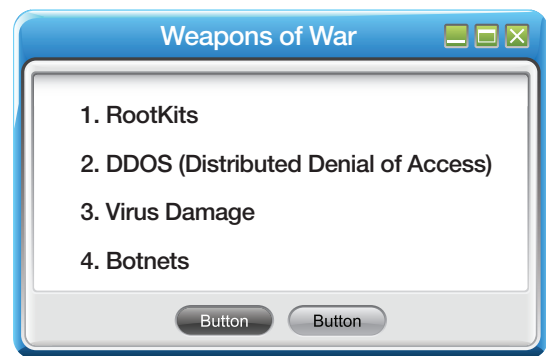 Weapons of War
1. RootKits
2. DDOS (Distributed Denial of Access)
3. Virus Damage
4. Botnets
Button Button